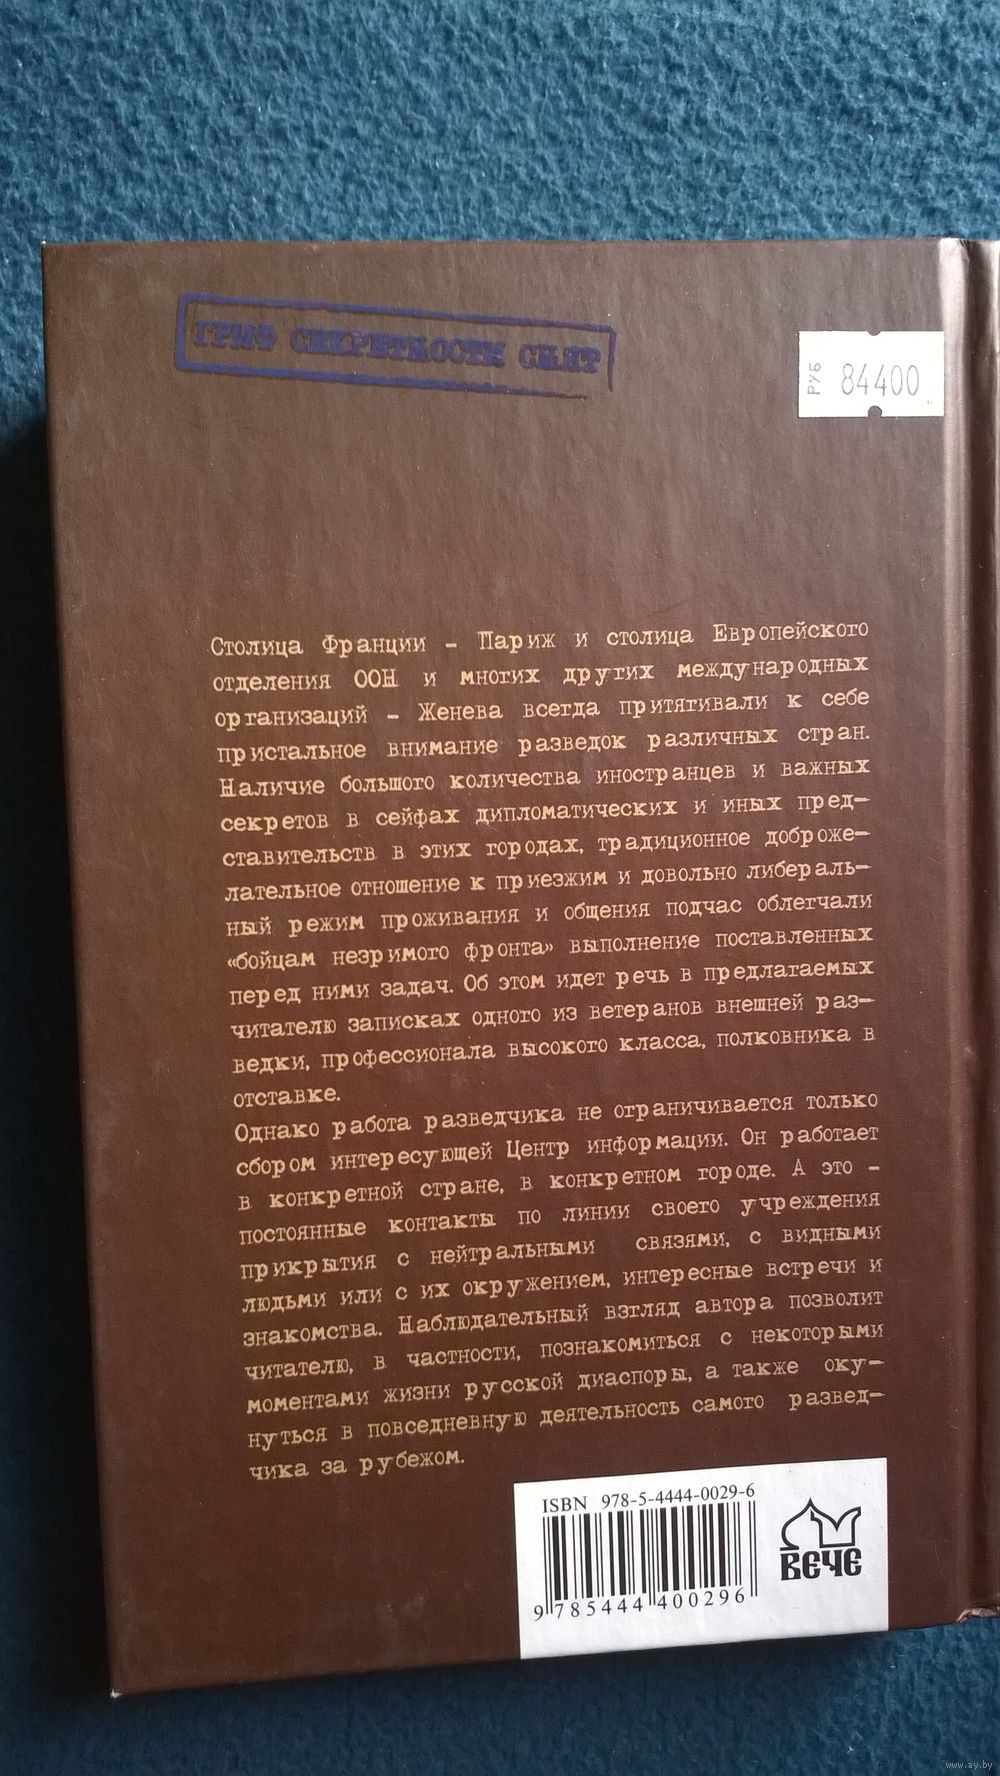 ГРИФ СЕКРЕТНОСТИ СНЯТ
РУБ 84400
Столица Франции – Париж и столица Европейского
отделения ООН и многих других международных
организаций – Женева всегда притягивали к себе
пристальное внимание разведок различных стран.
Наличие большого количества иностранцев и важных
секретов в сейфах дипломатических и иных пред-
ставительств в этих городах, традиционное доброже-
лательное отношение к приезжим и довольно либераль-
ный режим проживания и общения подчас облегчали
«бойцам незримого фронта» выполнение поставленных
перед ними задач. Об этом идет речь в предлагаемых
читателю записках одного из ветеранов внешней раз-
ведки, профессионала высокого класса, полковника в
отставке.
Однако работа разведчика не ограничивается только
сбором интересующей Центр информации. Он работает
в конкретной стране, в конкретном городе. А это –
постоянные контакты по линии своего учреждения
прикрытия с нейтральными связями, с видными
людьми или с их окружением, интересные встречи и
знакомства. Наблюдательный взгляд автора позволит
читателю, в частности, познакомиться с некоторыми
моментами жизни русской диаспоры, а также оку-
нуться в повседневную деятельность самого развед-
чика за рубежом.
ISBN 978-5-4444-0029-6
9 785444 400296
ВЕЧЕ
www.ay.by